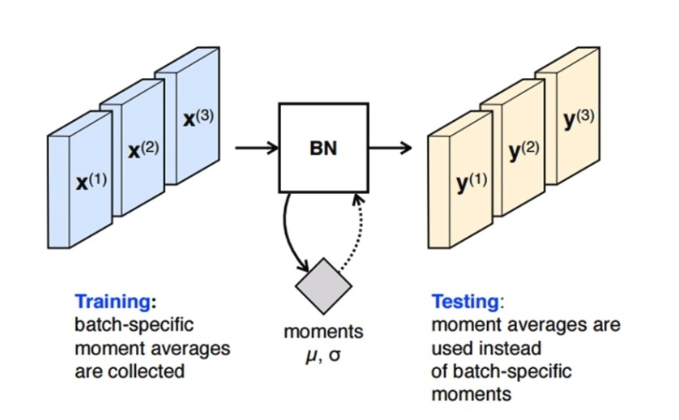 x(1)
x(2)
x(3)
BN
y(1)
y(2)
y(3)
Training:
batch-specific
moment averages
are collected
moments
μ, σ
Testing:
moment averages are
used instead
of batch-specific
moments